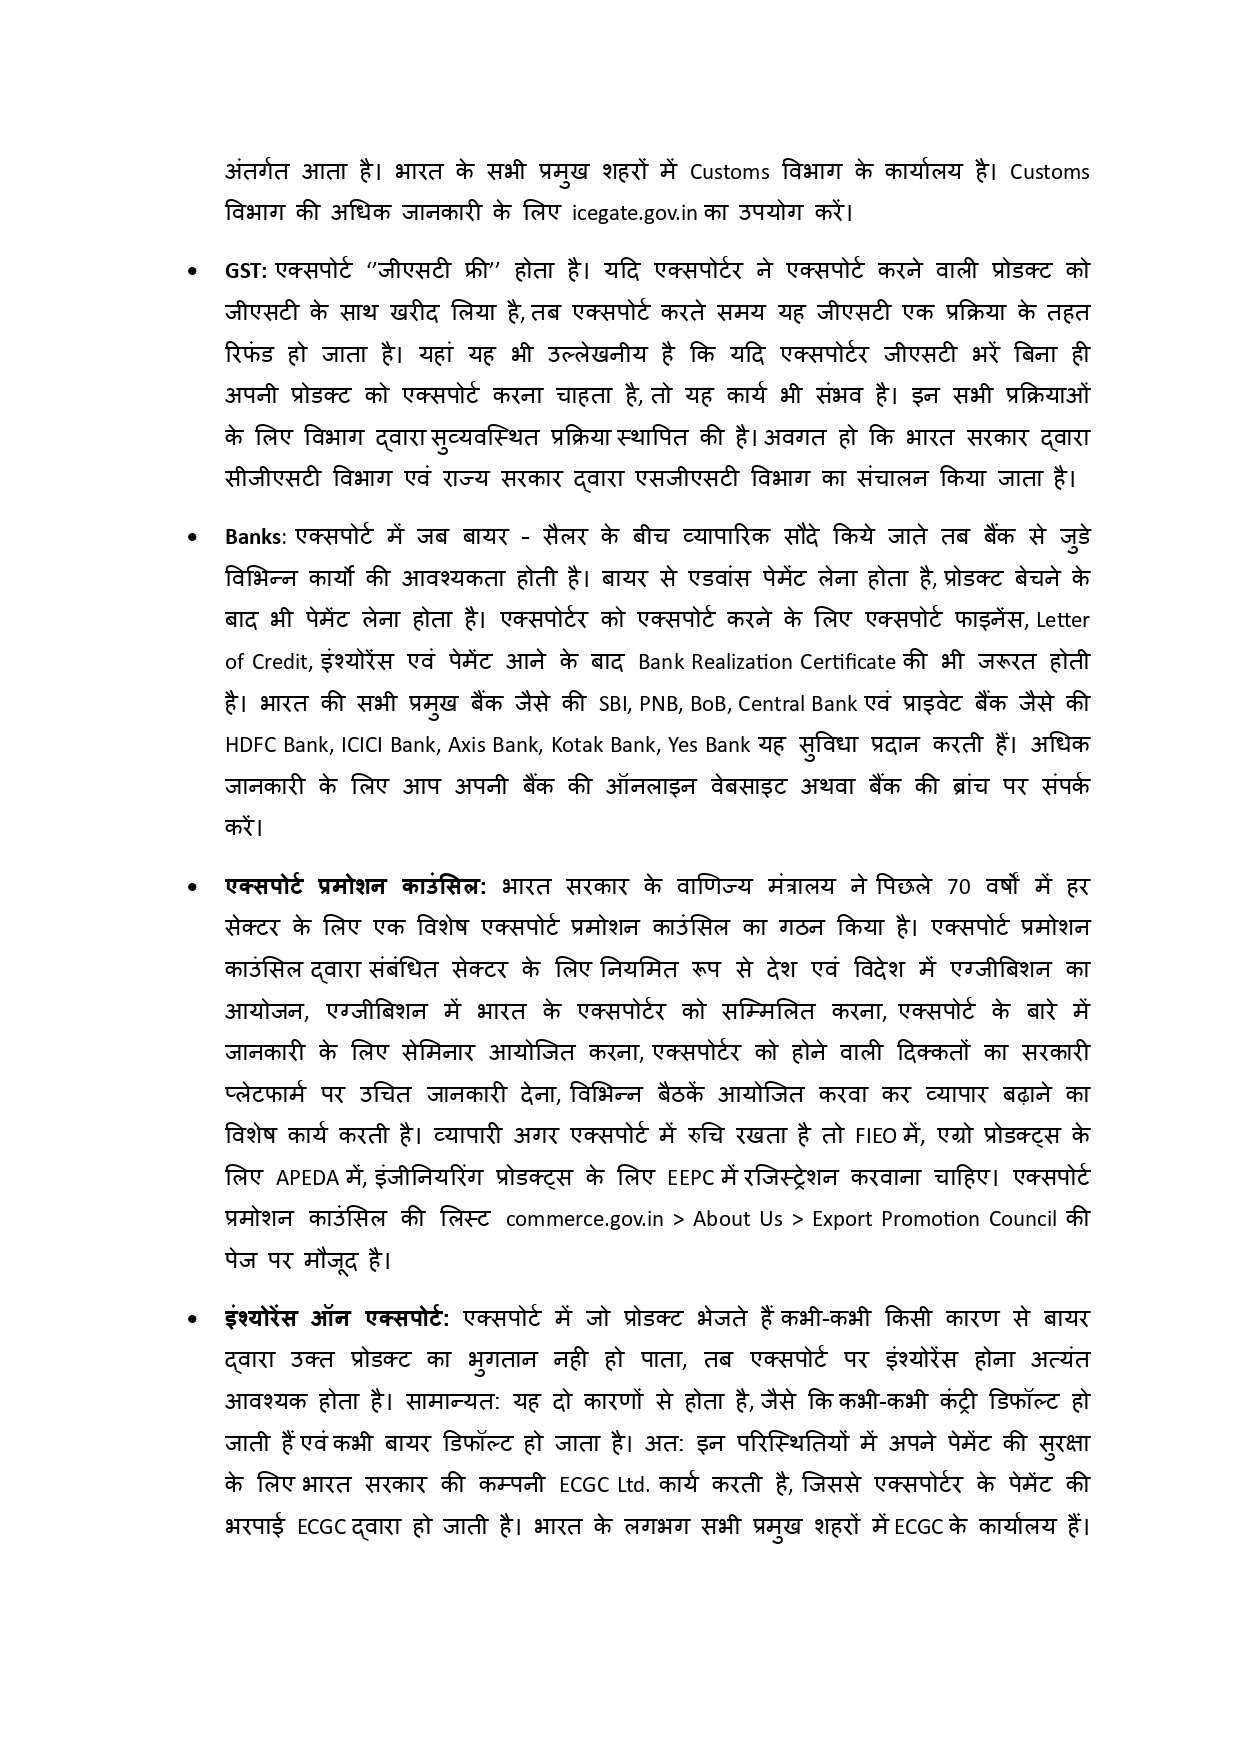 अंतर्गत आता है। भारत के सभी प्रमुख शहरों में Customs विभाग के कार्यालय है। Customs
विभाग की अधिक जानकारी के लिए icegate.gov.in का उपयोग करें।
• GST: एक्सपोर्ट ‘’जीएसटी फ्री’’ होता है। यदि एक्सपोर्टर ने एक्सपोर्ट करने वाली प्रोडक्ट को
जीएसटी के साथ खरीद लिया है, तब एक्सपोर्ट करते समय यह जीएसटी एक प्रक्रिया के तहत
रिफंड हो जाता है। यहां यह भी उल्लेखनीय है कि यदि एक्सपोर्टर जीएसटी भरें बिना ही
अपनी प्रोडक्ट को एक्सपोर्ट करना चाहता है, तो यह कार्य भी संभव है। इन सभी प्रक्रियाओं
के लिए विभाग द्वारा सुव्यवस्थित प्रक्रिया स्थापित की है। अवगत हो कि भारत सरकार द्वारा
सीजीएसटी विभाग एवं राज्य सरकार द्वारा एसजीएसटी विभाग का संचालन किया जाता है।
• Banks: एक्सपोर्ट में जब बायर - सैलर के बीच व्यापारिक सौदे किये जाते तब बैंक से जुडे
विभिन्न कार्यो की आवश्यकता होती है। बायर से एडवांस पेमेंट लेना होता है, प्रोडक्ट बेचने के
बाद भी पेमेंट लेना होता है। एक्सपोर्टर को एक्सपोर्ट करने के लिए एक्सपोर्ट फाइनेंस, Letter
of Credit, इंश्योरेंस एवं पेमेंट आने के बाद Bank Realization Certificate की भी जरूरत होती
है। भारत की सभी प्रमुख बैंक जैसे की SBI, PNB, BoB, Central Bank एवं प्राइवेट बैंक जैसे की
HDFC Bank, ICICI Bank, Axis Bank, Kotak Bank, Yes Bank यह सुविधा प्रदान करती हैं। अधिक
जानकारी के लिए आप अपनी बैंक की ऑनलाइन वेबसाइट अथवा बैंक की ब्रांच पर संपर्क
करें।
• एक्सपोर्ट प्रमोशन काउंसिल: भारत सरकार के वाणिज्य मंत्रालय ने पिछले 70 वर्षों में हर
सेक्टर के लिए एक विशेष एक्सपोर्ट प्रमोशन काउंसिल का गठन किया है। एक्सपोर्ट प्रमोशन
काउंसिल द्वारा संबंधित सेक्टर के लिए नियमित रूप से देश एवं विदेश में एग्जीबिशन का
आयोजन, एग्जीबिशन में भारत के एक्सपोर्टर को सम्मिलित करना, एक्सपोर्ट के बारे में
जानकारी के लिए सेमिनार आयोजित करना, एक्सपोर्टर को होने वाली दिक्कतों का सरकारी
प्लेटफार्म पर उचित जानकारी देना, विभिन्न बैठकें आयोजित करवा कर व्यापार बढ़ाने का
विशेष कार्य करती है। व्यापारी अगर एक्सपोर्ट में रुचि रखता है तो FIEO में, एग्रो प्रोडक्ट्स के
लिए APEDA में, इंजीनियरिंग प्रोडक्ट्स के लिए EEPC में रजिस्ट्रेशन करवाना चाहिए। एक्सपोर्ट
प्रमोशन काउंसिल की लिस्ट commerce.gov.in > About Us > Export Promotion Council की
पेज पर मौजूद है।
• इंश्योरेंस ऑन एक्सपोर्ट: एक्सपोर्ट में जो प्रोडक्ट भेजते हैं कभी-कभी किसी कारण से बायर
द्वारा उक्त प्रोडक्ट का भुगतान नही हो पाता, तब एक्सपोर्ट पर इंश्योरेंस होना अत्यंत
आवश्यक होता है। सामान्यत: यह दो कारणों से होता है, जैसे कि कभी-कभी कंट्री डिफॉल्ट हो
जाती हैं एवं कभी बायर डिफॉल्ट हो जाता है। अत: इन परिस्थितियों में अपने पेमेंट की सुरक्षा
के लिए भारत सरकार की कम्पनी ECGC Ltd. कार्य करती है, जिससे एक्सपोर्टर के पेमेंट की
भरपाई ECGC द्वारा हो जाती है। भारत के लगभग सभी प्रमुख शहरों में ECGC के कार्यालय हैं।